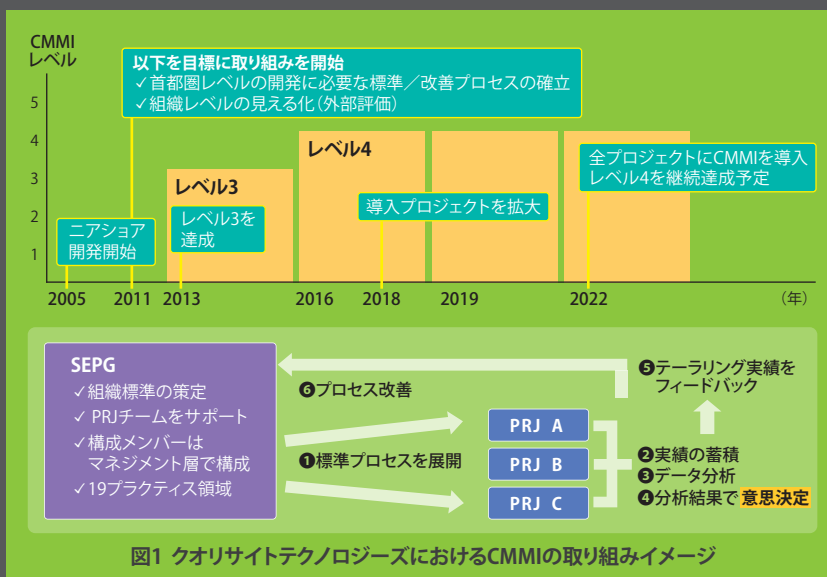 CMMI
レベル
以下を目標に取り組みを開始
✓首都圏レベルの開発に必要な標準／改善プロセスの確立
✓組織レベルの見える化（外部評価）
5
4
3
2
1
ニアショア
開発開始
レベル3
レベル3を
達成
レベル4
導入プロジェクトを拡大
全プロジェクトにCMMIを導入
レベル4を継続達成予定
2005
2011
2013
2016
2018
2019
2022
（年）
SEPG
✓組織標準の策定
✓PRJチームをサポート
✓構成メンバーは
マネジメント層で構成
✓19プラクティス領域
❻プロセス改善
❶標準プロセスを展開
PRJ A
PRJ B
PRJ C
❺テーラリング実績を
フィードバック
❷実績の蓄積
❸データ分析
❹分析結果で意思決定
図1 クオリサイトテクノロジーズにおけるCMMIの取り組みイメージ